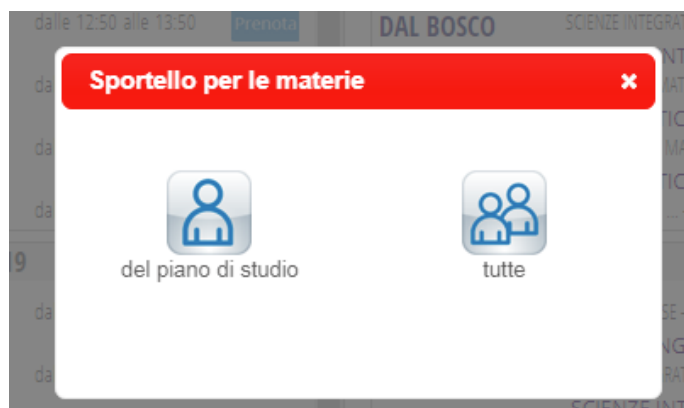 dalle 12:50 alle 13:50 Prenota DAL BOSCO SCIENZE INTEGRAT
Sportello per le materie ×
del piano di studio tutte
19